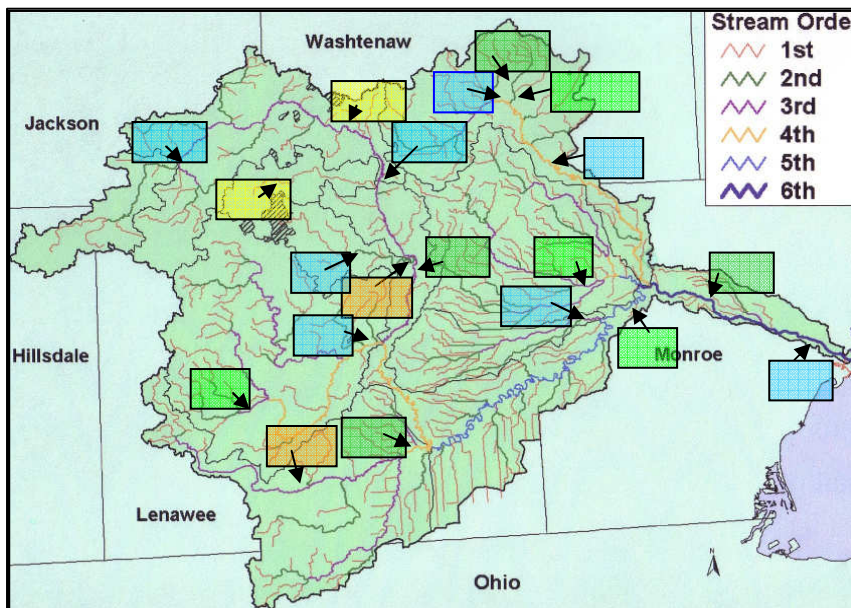 Stream Orde
Washtenaw
1st
2nd
Jackson
3rd
4th
5th
6th
Hillsdale
Monroe
Lenawee
N
Ohio